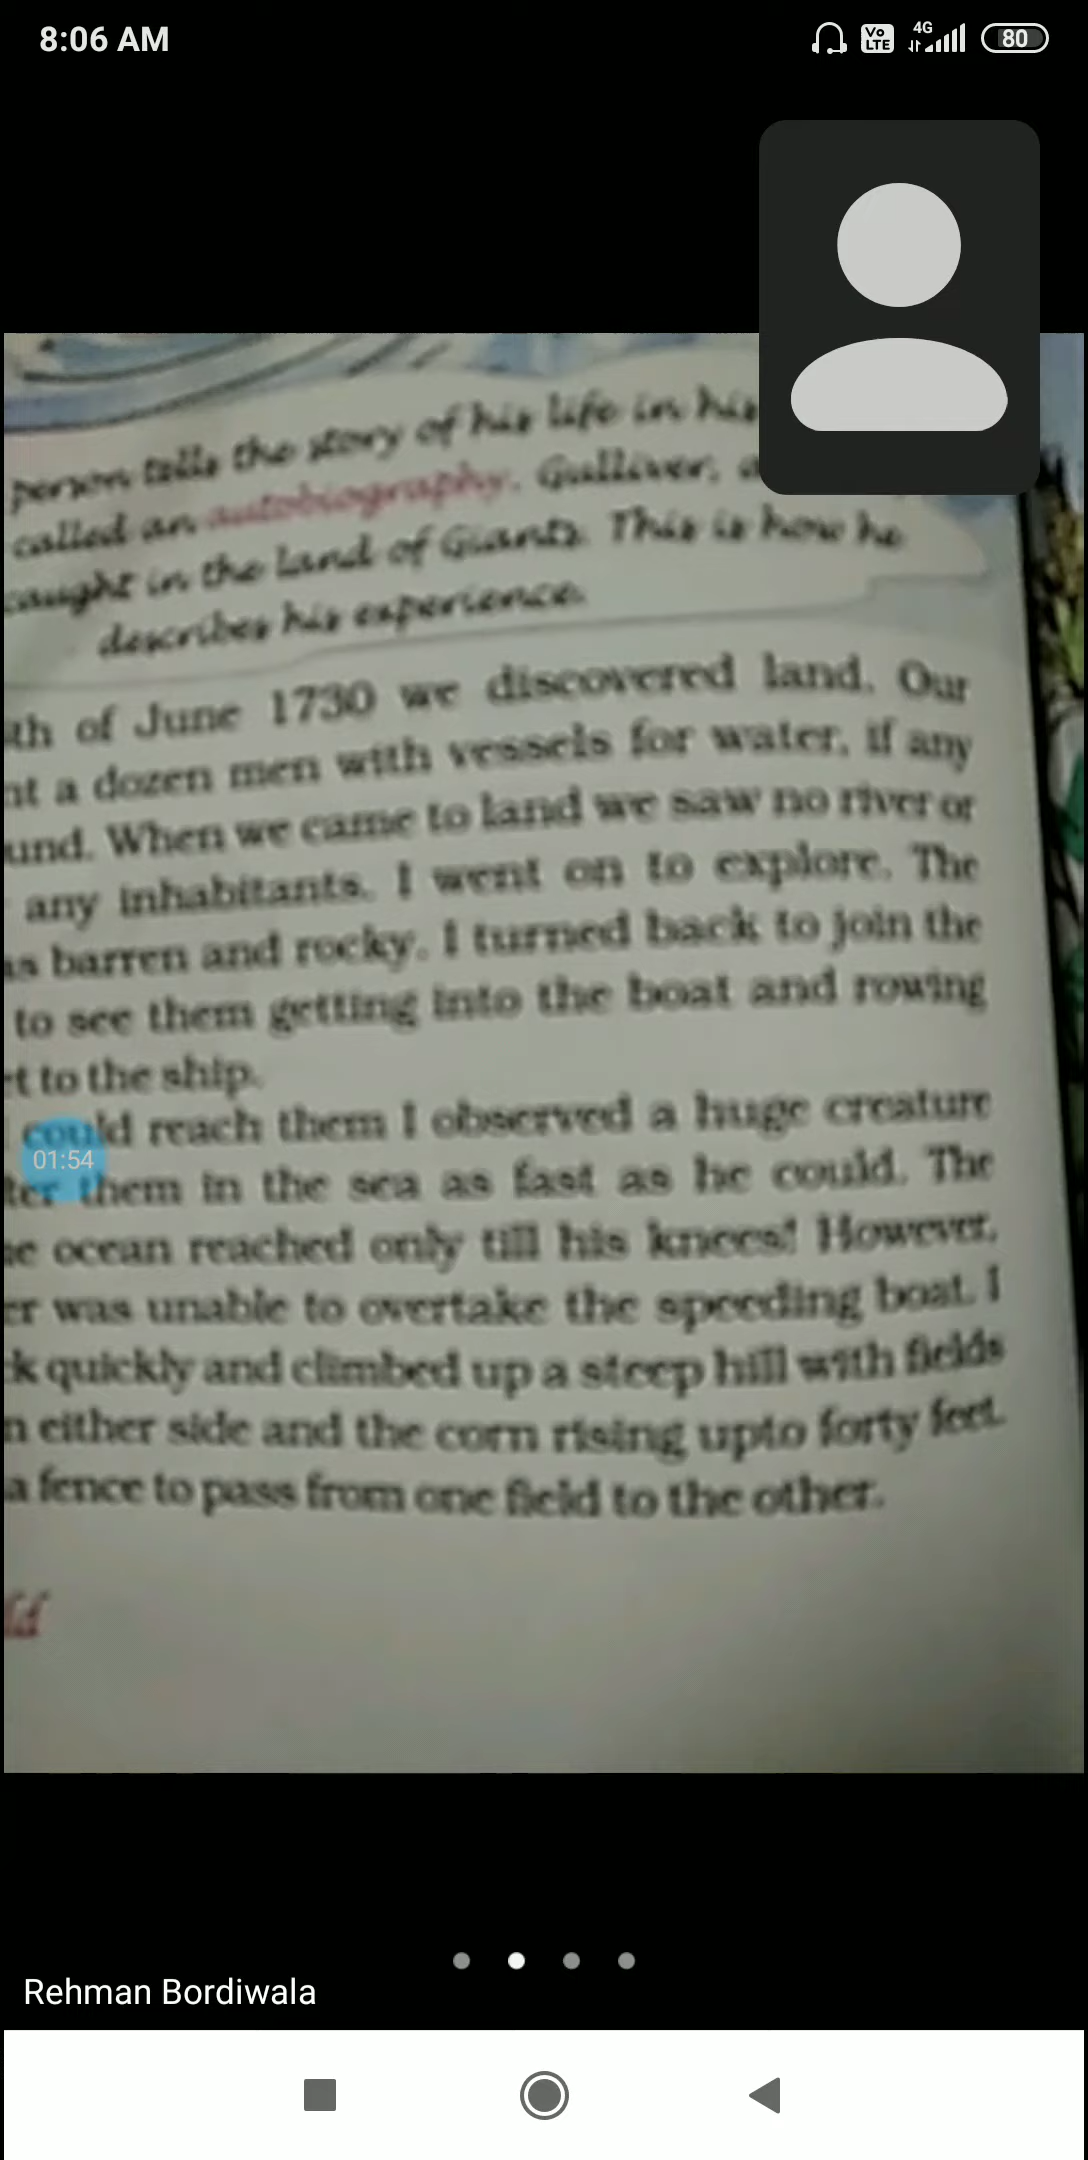 8:06 AM
Vo LTE
4G
80
person tells the story of his life in his
called an autobiography. Gulliver, a
caught in the land of Giants. This is how he
describes his experience.
th of June 1730 we discovered land. Our
nt a dozen men with vessels for water, if any
und. When we came to land we saw no river or
any inhabitants. I went on to explore. The
as barren and rocky. I turned back to join the
to see them getting into the boat and rowing
rt to the ship.
could reach them I observed a huge creature
01:54
ter them in the sea as fast as he could. The
he ocean reached only till his knees! However,
er was unable to overtake the speeding boat. I
k quickly and climbed up a steep hill with fields
n either side and the corn rising upto forty feet.
a fence to pass from one field to the other.
ld
Rehman Bordiwala